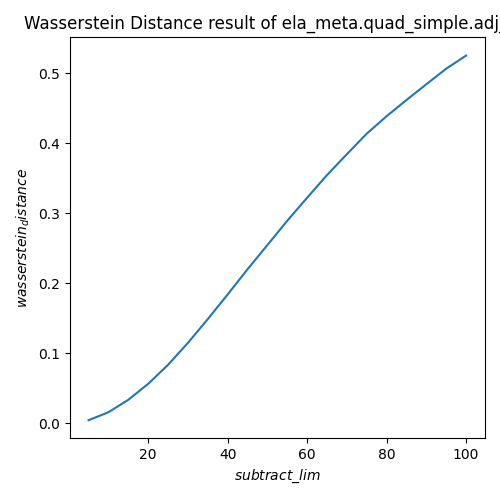 Wasserstein Distance result of ela_meta.quad_simple.adj_
0.5
0.4
0.3
0.2
0.1
0.0
wasserstein_distance
20 40 60 80 100
subtract_lim